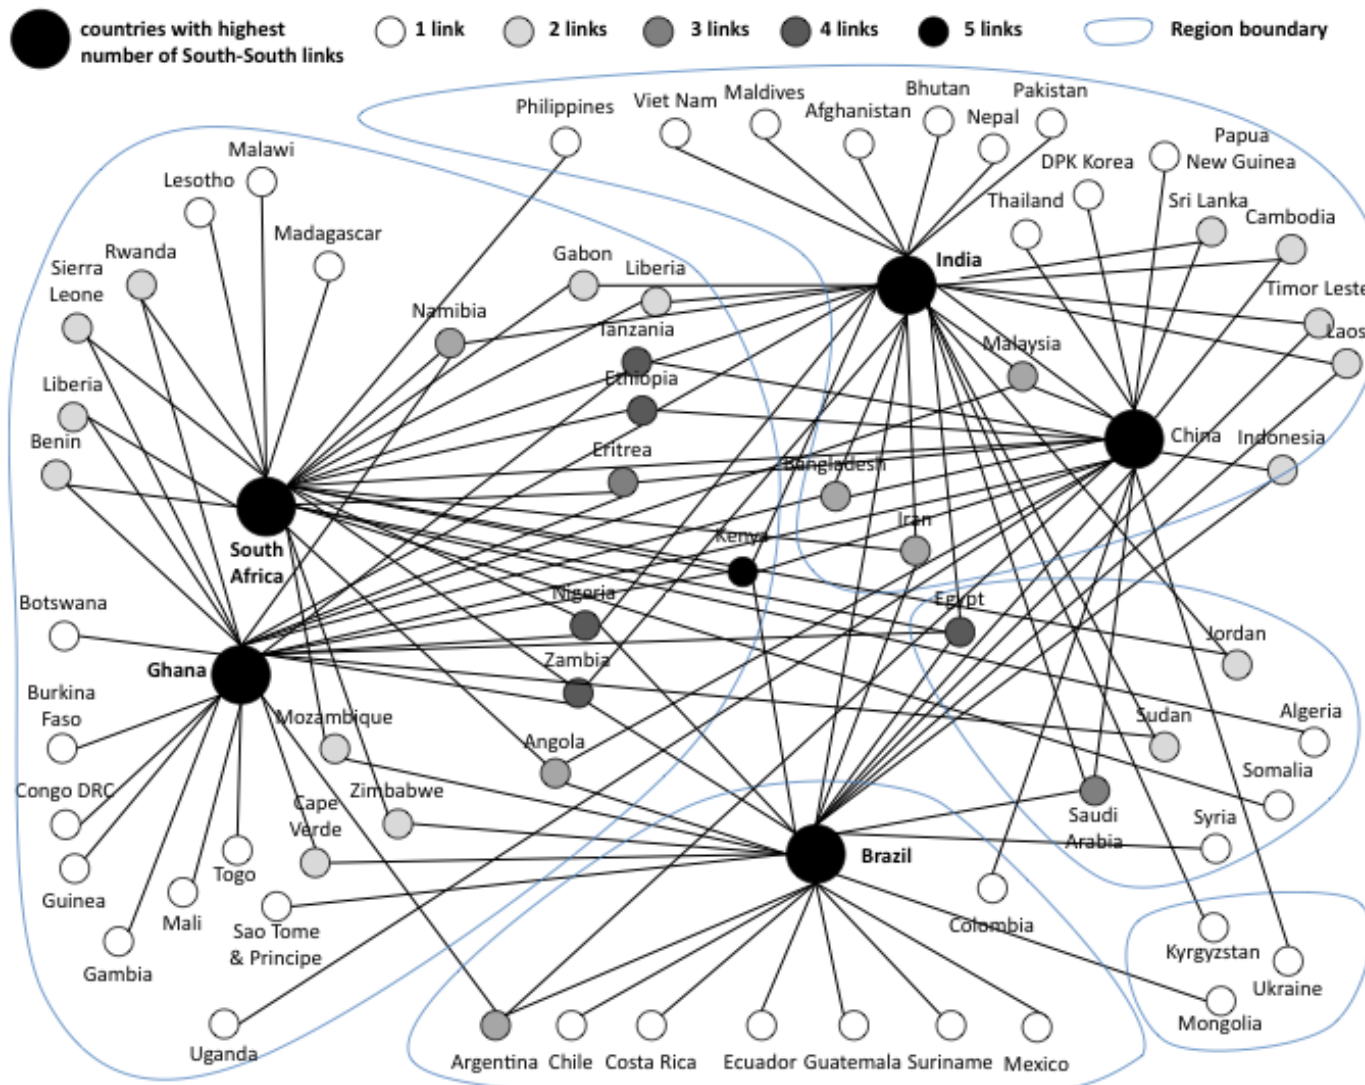 countries with highest
number of South-South links
1 link
2 links
3 links
4 links
5 links
Region boundary
Philippines
Viet Nam
Maldives
Afghanistan
Bhutan
Nepal
Pakistan
DPK Korea
Papua
New Guinea
Thailand
Sri Lanka
Cambodia
Timor Leste
Laos
Malawi
Lesotho
Madagascar
Rwanda
Sierra
Leone
Gabon
Liberia
India
Namibia
Tanzania
Malaysia
Liberia
Ethiopia
Benin
Eritrea
Bangladesh
China
Indonesia
South
Africa
Iran
Kenya
Botswana
Nigeria
Egypt
Jordan
Ghana
Zambia
Burkina
Faso
Mozambique
Angola
Sudan
Algeria
Congo DRC
Cape
Verde
Zimbabwe
Somalia
Saudi
Arabia
Syria
Brazil
Guinea
Togo
Mali
Sao Tome
& Principe
Colombia
Gambia
Kyrgyzstan
Ukraine
Mongolia
Uganda
Argentina
Chile
Costa Rica
Ecuador
Guatemala
Suriname
Mexico